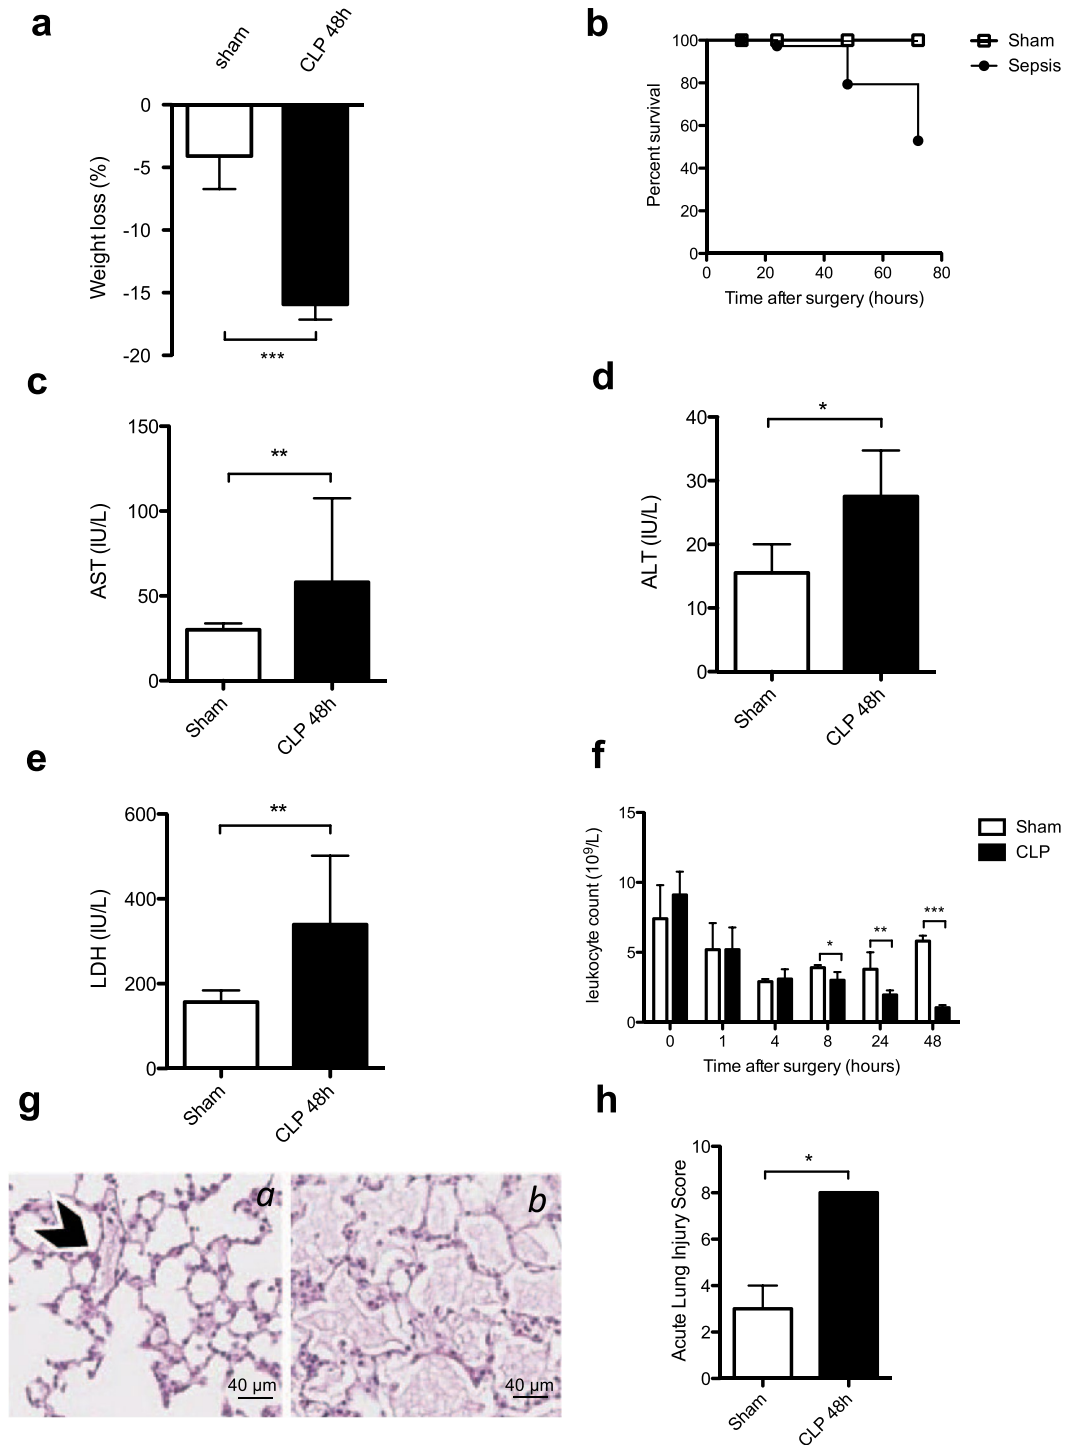 a
sham
CLP 48h
0
-5
-10
-15
-20
Weight loss (%)
***
b
100
80
60
40
20
0
Percent survival
0 20 40 60 80
Time after surgery (hours)
Sham
Sepsis
c
150
100
50
0
AST (IU/L)
**
Sham
CLP 48h
d
40
30
20
10
0
ALT (IU/L)
*
Sham
CLP 48h
e
600
400
200
0
LDH (IU/L)
**
Sham
CLP 48h
f
15
10
5
0
leukocyte count (10⁹/L)
*
**
***
0 1 4 8 24 48
Time after surgery (hours)
Sham
CLP
g
a
40 µm
b
40 µm
h
10
8
6
4
2
0
Acute Lung Injury Score
*
Sham
CLP 48h